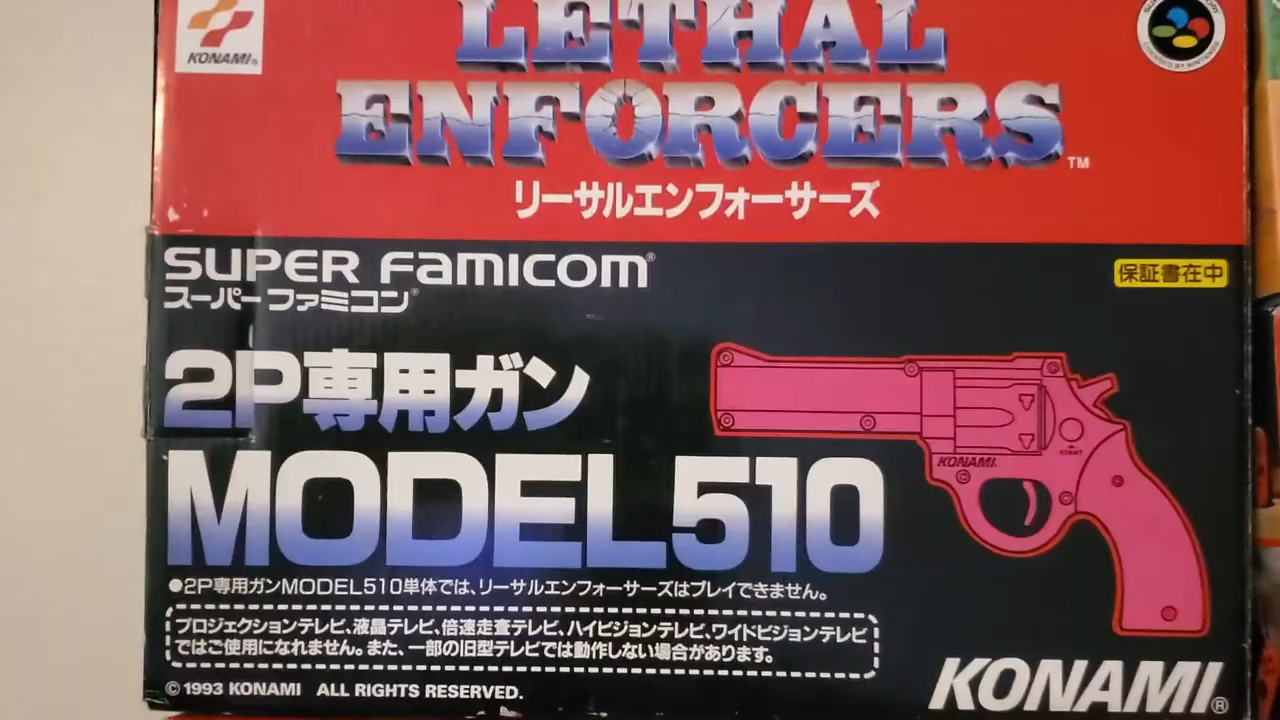 LETHAL
KONAMI®
ENFORCERS™
リーサルエンフォーサーズ
SUPER FAMICOM®
スーパーファミコン®
保証書在中
2P専用ガン
KONAMI
START
MODEL510
●2P専用ガンMODEL510単体では、リーサルエンフォーサーズはプレイできません。
プロジェクションテレビ、液晶テレビ、倍速走査テレビ、ハイビジョンテレビ、ワイドビジョンテレビ
ではご使用になれません。また、一部の旧型テレビでは動作しない場合があります。
© 1993 KONAMI ALL RIGHTS RESERVED.
KONAMI®